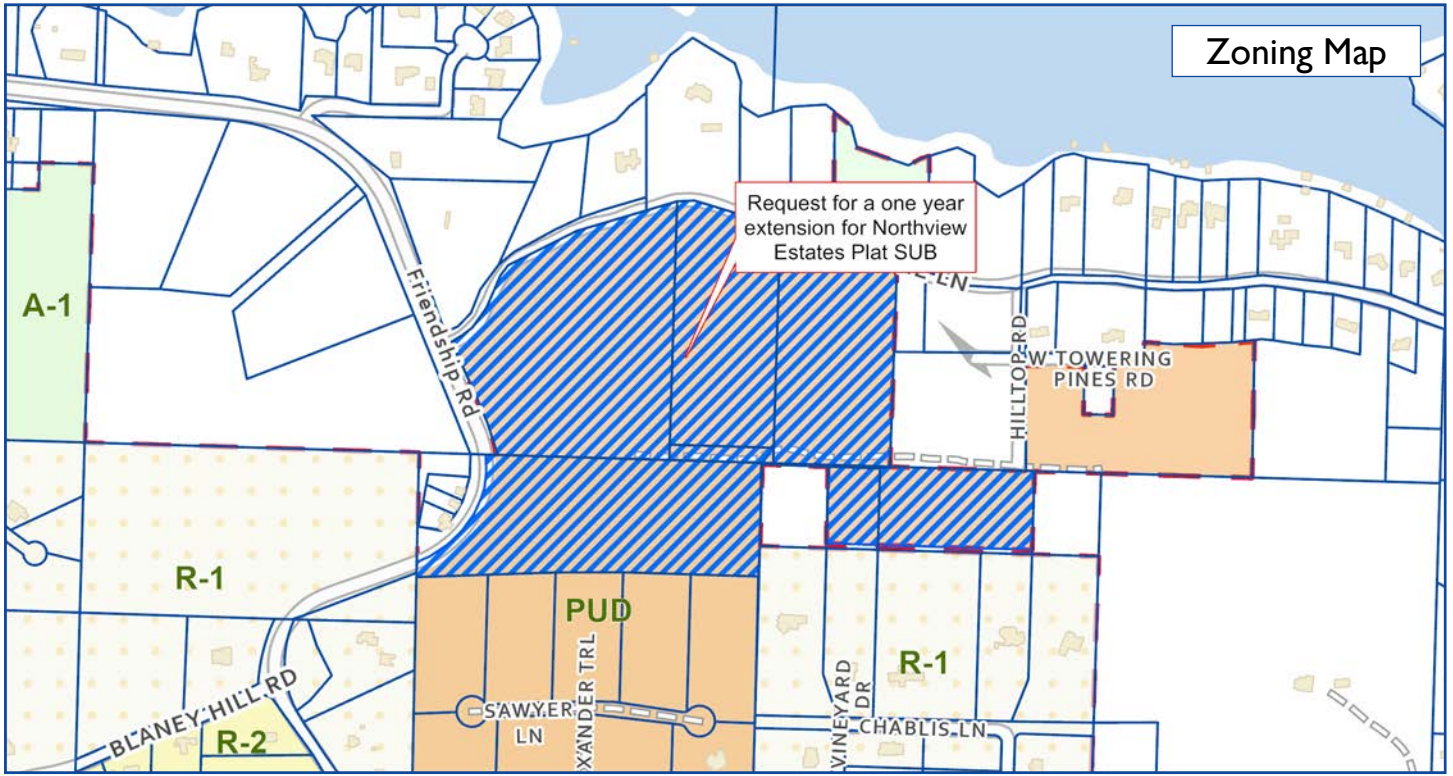 Zoning Map
Request for a one year
extension for Northview
Estates Plat SUB
LN
A-1
Friendship Rd
HILLTOP RD
W TOWERING
PINES RD
R-1
PUD
R-1
BLANEY HILL RD
R-2
SAWYER
LN
XANDER TRL
VINEYARD
DR
CHABLIS LN